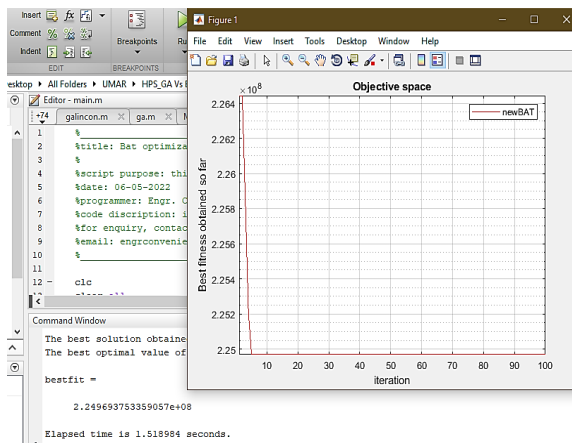 Insert
fx
Comment
Indent
EDIT
Breakpoints
BREAKPOINTS
All Folders
UMAR
Editor - main.m
+74
galincon.m
ga.m
1 %
2 %title: Bat optimiza
3 %
4 %script purpose: thi
5 %date: 06-05-2022
6 %programmer: Engr. C
7 %code discription: i
8 %for enquiry, contac
9 %email: engrconvenie
10 %
11
12 - clc
Command Window
The best solution obtaine
The best optimal value of
bestfit =
2.249693753359057e+08
Elapsed time is 1.518984 seconds.
Figure 1
File Edit View Insert Tools Desktop Window Help
Objective space
×10⁸
newBAT
2.264
2.262
2.26
2.258
2.256
2.254
2.252
2.25
Best fitness obtained so far
10 20 30 40 50 60 70 80 90 100
iteration